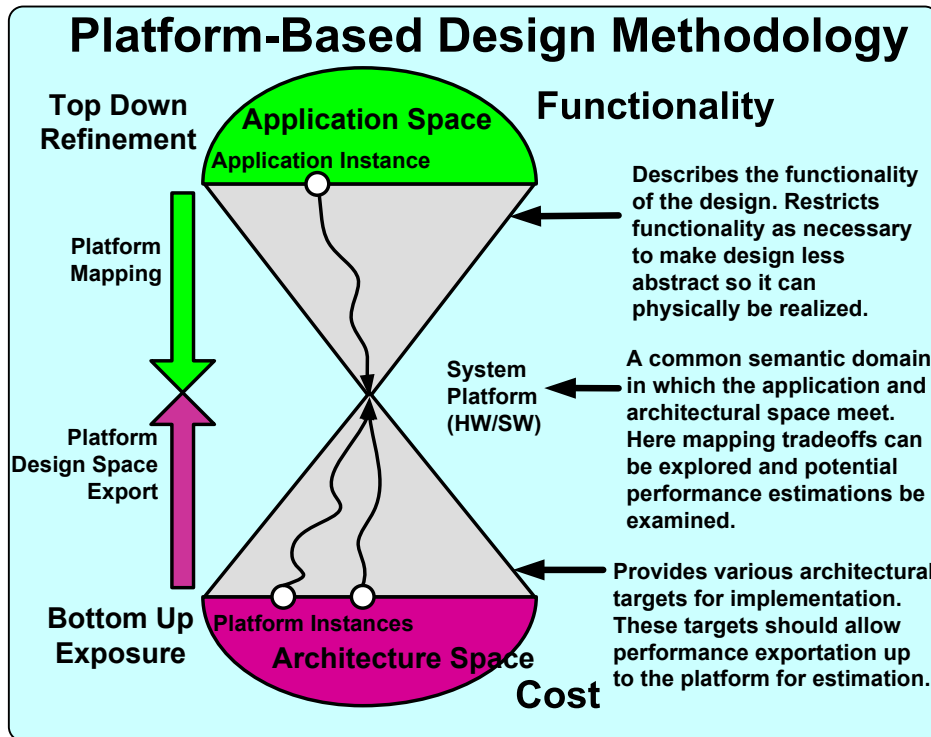 Platform-Based Design Methodology
Top Down
Refinement
Functionality
Application Space
Application Instance
Describes the functionality
of the design. Restricts
functionality as necessary
to make design less
abstract so it can
physically be realized.
Platform
Mapping
System
Platform
(HW/SW)
A common semantic domain
in which the application and
architectural space meet.
Here mapping tradeoffs can
be explored and potential
performance estimations be
examined.
Platform
Design Space
Export
Provides various architectural
targets for implementation.
These targets should allow
performance exportation up
to the platform for estimation.
Bottom Up
Exposure
Platform Instances
Architecture Space
Cost